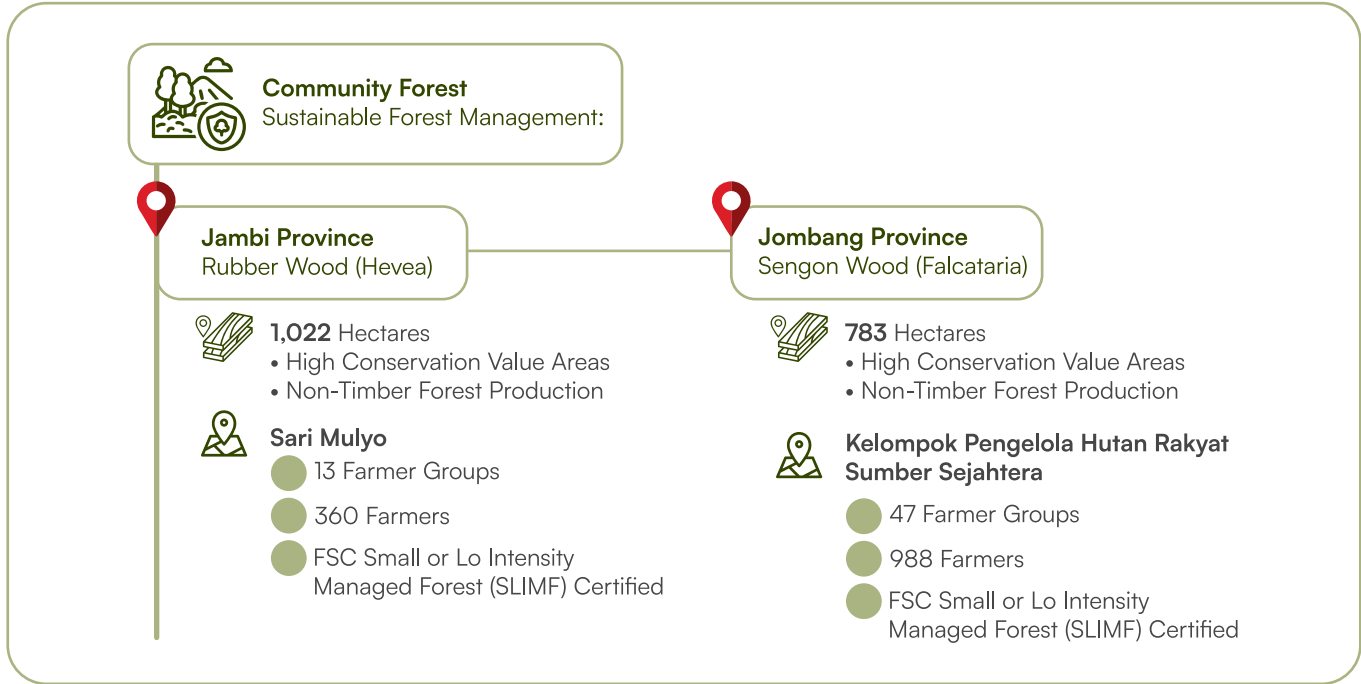 Community Forest
Sustainable Forest Management:
Jambi Province
Rubber Wood (Hevea)
1,022 Hectares
• High Conservation Value Areas
• Non-Timber Forest Production
Sari Mulyo
13 Farmer Groups
360 Farmers
FSC Small or Lo Intensity
Managed Forest (SLIMF) Certified
Jombang Province
Sengon Wood (Falcataria)
783 Hectares
• High Conservation Value Areas
• Non-Timber Forest Production
Kelompok Pengelola Hutan Rakyat
Sumber Sejahtera
47 Farmer Groups
988 Farmers
FSC Small or Lo Intensity
Managed Forest (SLIMF) Certified